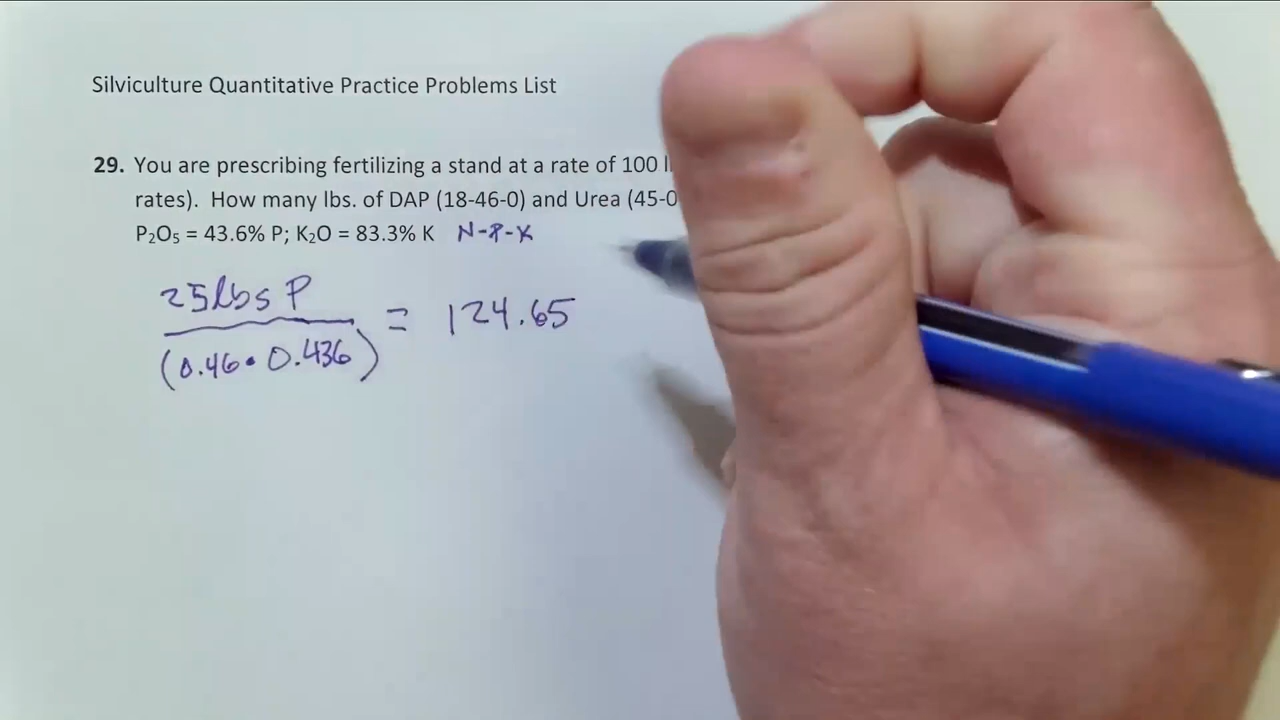 Silviculture Quantitative Practice Problems List
29. You are prescribing fertilizing a stand at a rate of 100
rates). How many lbs. of DAP (18-46-0) and Urea (45-0
P₂O₅ = 43.6% P; K₂O = 83.3% K N-P-K
25lbs P
(0.46 • 0.436) = 124.65